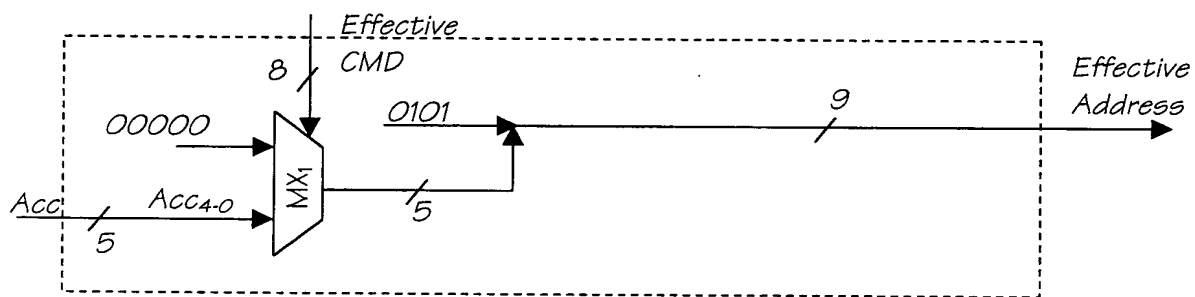 Effective
CMD
8
Effective
Address
9
00000
0101
MX1
Acc
5
Acc4-0
5